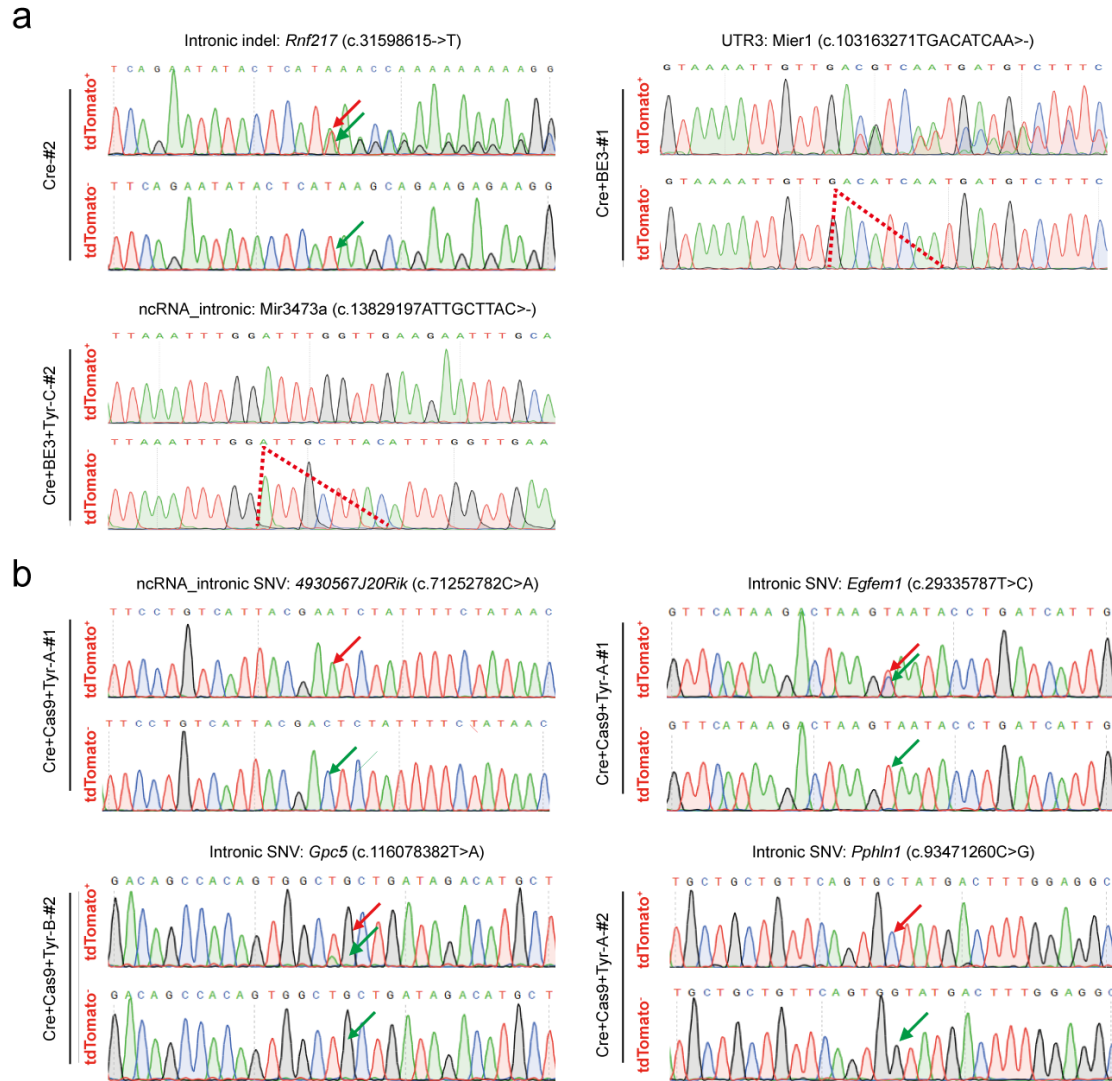 a
Intronic indel: Rnf217 (c.31598615->T)
Cre-#2
tdTomato+
T C A G A A T A T A C T C A T A A A C C A A A A A A A A A G G
tdTomato-
T T C A G A A T A T A C T C A T A A G C A G A A G A G A A G G
UTR3: Mier1 (c.103163271TGACATCAA>-)
Cre+BE3-#1
tdTomato+
G T A A A A T T G T T G A C G T C A A T G A T G T C T T T C
tdTomato-
G T A A A A T T G T T G A C A T C A A T G A T G T C T T T C
ncRNA_intronic: Mir3473a (c.13829197ATTGCTTAC>-)
Cre+BE3+Tyr-C-#2
tdTomato+
T T A A A T T T G G A T T T G G T T G A A G A A T T T G C A
tdTomato-
T T A A A T T T G G A T T G C T T A C A T T T G G T T G A A
b
ncRNA_intronic SNV: 4930567J20Rik (c.71252782C>A)
Cre+Cas9+Tyr-A-#1
tdTomato+
T T C C T G T C A T T A C G A A T C T A T T T T C T A T A A C
tdTomato-
T T C C T G T C A T T A C G A C T C T A T T T T C T A T A A C
Intronic SNV: Egfem1 (c.29335787T>C)
Cre+Cas9+Tyr-A-#1
tdTomato+
G T T C A T A A G A C T A A G T A A T A C C T G A T C A T T G
tdTomato-
G T T C A T A A G A C T A A G T A A T A C C T G A T C A T T G
Intronic SNV: Gpc5 (c.116078382T>A)
Cre+Cas9+Tyr-B-#2
tdTomato+
G A C A G C C A C A G T G G C T G C T G A T A G A C A T G C T
tdTomato-
G A C A G C C A C A G T G G C T G C T G A T A G A C A T G C T
Intronic SNV: Pphln1 (c.93471260C>G)
Cre+Cas9+Tyr-A-#2
tdTomato+
T G C T G C T G T T C A G T G C T A T G A C T T T G G A G G C
tdTomato-
T G C T G C T G T T C A G T G G T A T G A C T T T G G A G G C